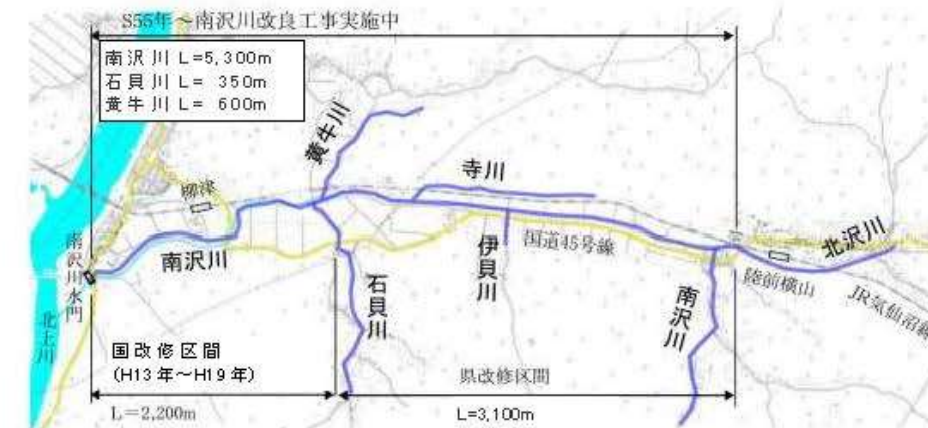 S55年～南沢川改良工事実施中
南沢川 L=5,300m
石貝川 L= 350m
黄牛川 L= 600m
黄牛川
寺川
柳津
南沢川
伊貝川
国道45号線
北沢川
陸前横山
JR気仙沼線
南沢川水門
北上川
石貝川
南沢川
国改修区間
(H13年～H19年)
県改修区間
L=2,200m
L=3,100m